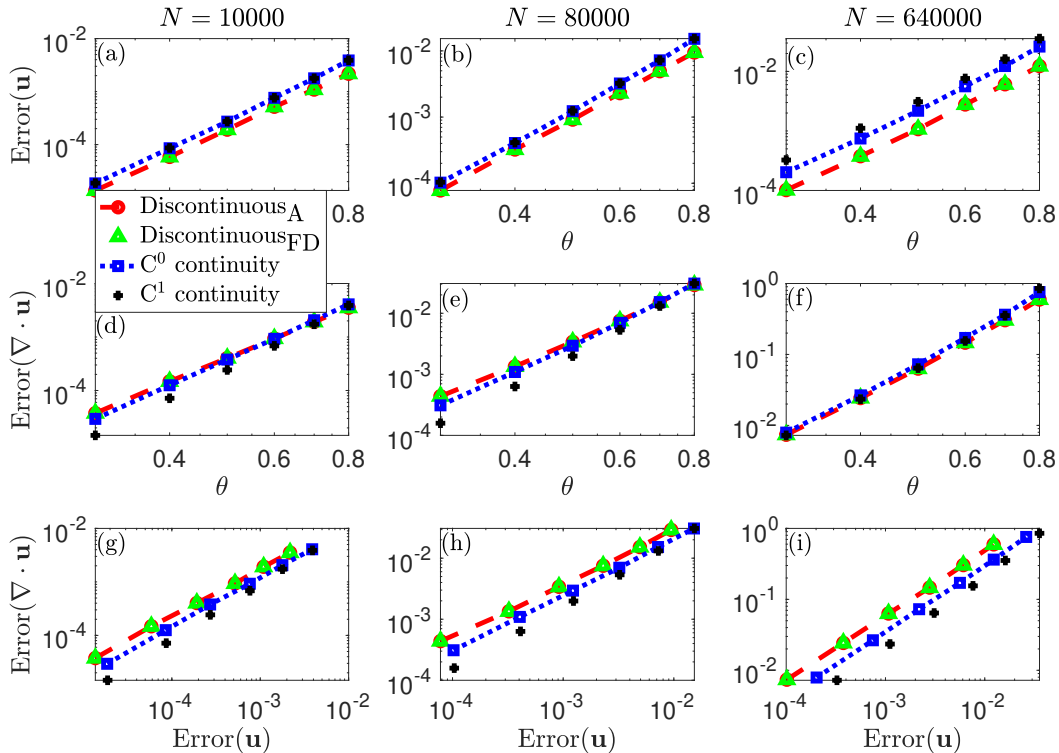 N = 10000
N = 80000
N = 640000
Error(u)
10^-2
10^-4
(a)
10^-2
10^-3
10^-4
(b)
10^-2
10^-4
(c)
0.8
θ
0.4
0.6
0.8
θ
0.4
0.6
0.8
θ
Discontinuous_A
Discontinuous_FD
C^0 continuity
C^1 continuity
Error(∇ · u)
10^-2
10^-4
(d)
10^-2
10^-3
10^-4
(e)
10^0
10^-1
10^-2
(f)
0.4
0.6
0.8
θ
0.4
0.6
0.8
θ
0.4
0.6
0.8
θ
Error(∇ · u)
10^-2
10^-4
(g)
10^-2
10^-3
10^-4
(h)
10^0
10^-1
10^-2
(i)
10^-4
10^-3
10^-2
Error(u)
10^-4
10^-3
10^-2
Error(u)
10^-4
10^-3
10^-2
Error(u)